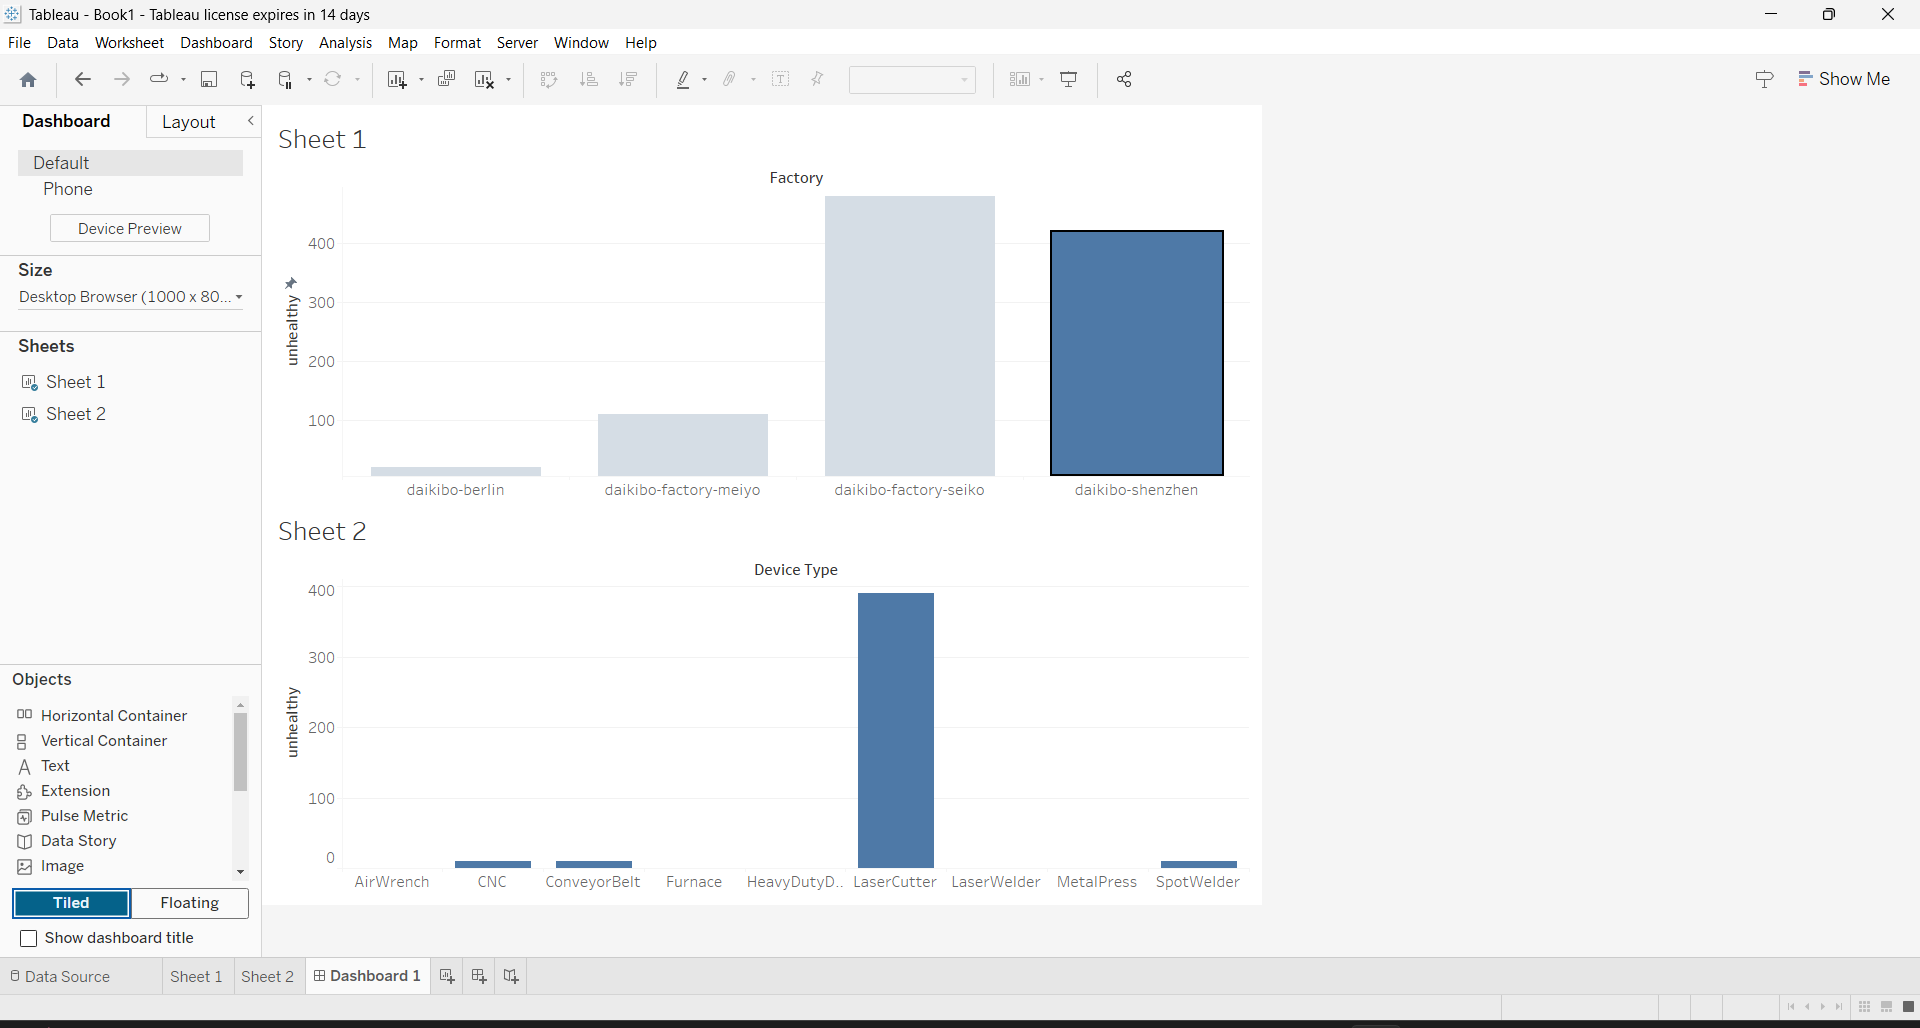 Tableau - Book1 - Tableau license expires in 14 days
File Data Worksheet Dashboard Story Analysis Map Format Server Window Help
Show Me
Dashboard Layout
Default
Phone
Device Preview
Size
Desktop Browser (1000 x 80...
Sheets
Sheet 1
Sheet 2
Objects
Horizontal Container
Vertical Container
Text
Extension
Pulse Metric
Data Story
Image
Tiled Floating
Show dashboard title
Sheet 1
Factory
unhealthy
400
300
200
100
daikibo-berlin daikibo-factory-meiyo daikibo-factory-seiko daikibo-shenzhen
Sheet 2
Device Type
unhealthy
400
300
200
100
0
AirWrench CNC ConveyorBelt Furnace HeavyDutyD.. LaserCutter LaserWelder MetalPress SpotWelder
Data Source Sheet 1 Sheet 2 Dashboard 1